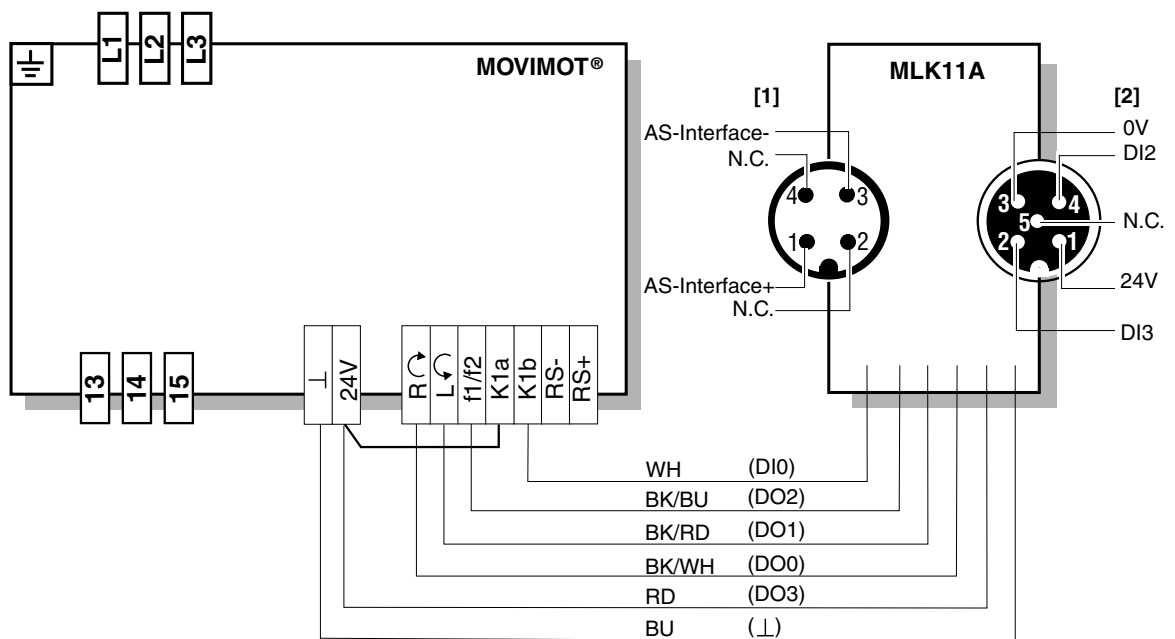 L1
L2
L3
MOVIMOT®
MLK11A
[1]
[2]
AS-Interface-
N.C.
0V
DI2
4
3
3
4
5
N.C.
1
2
2
1
AS-Interface+
N.C.
24V
DI3
13
14
15
⊥
24V
R
L
f1/f2
K1a
K1b
RS-
RS+
WH (DI0)
BK/BU (DO2)
BK/RD (DO1)
BK/WH (DO0)
RD (DO3)
BU (⊥)